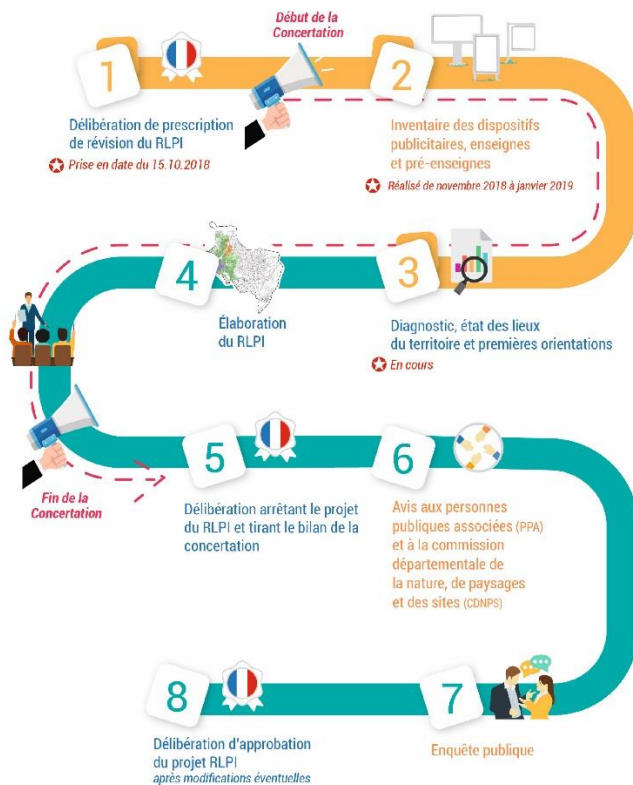 Début de la
Concertation
1
Délibération de prescription
de révision du RLPI
Prise en date du 15.10.2018
2
Inventaire des dispositifs
publicitaires, enseignes
et pré-enseignes
Réalisé de novembre 2018 à janvier 2019
3
Diagnostic, état des lieux
du territoire et premières orientations
En cours
4
Élaboration
du RLPI
Fin de la
Concertation
5
Délibération arrêtant le projet
du RLPI et tirant le bilan de la
concertation
6
Avis aux personnes
publiques associées (PPA)
et à la commission
départementale de
la nature, de paysages
et des sites (CDNPS)
7
Enquête publique
8
Délibération d'approbation
du projet RLPI
après modifications éventuelles